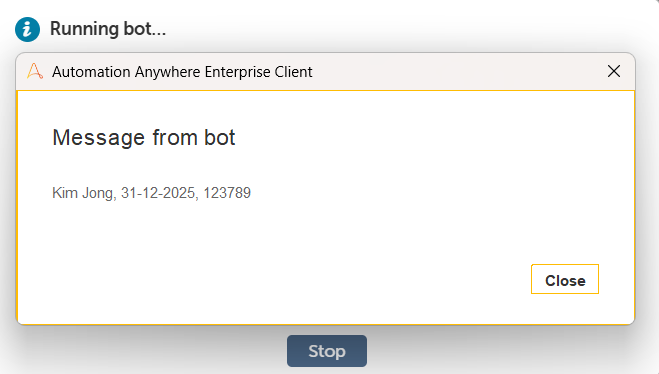 Running bot...
Automation Anywhere Enterprise Client
Message from bot
Kim Jong, 31-12-2025, 123789
Close
Stop